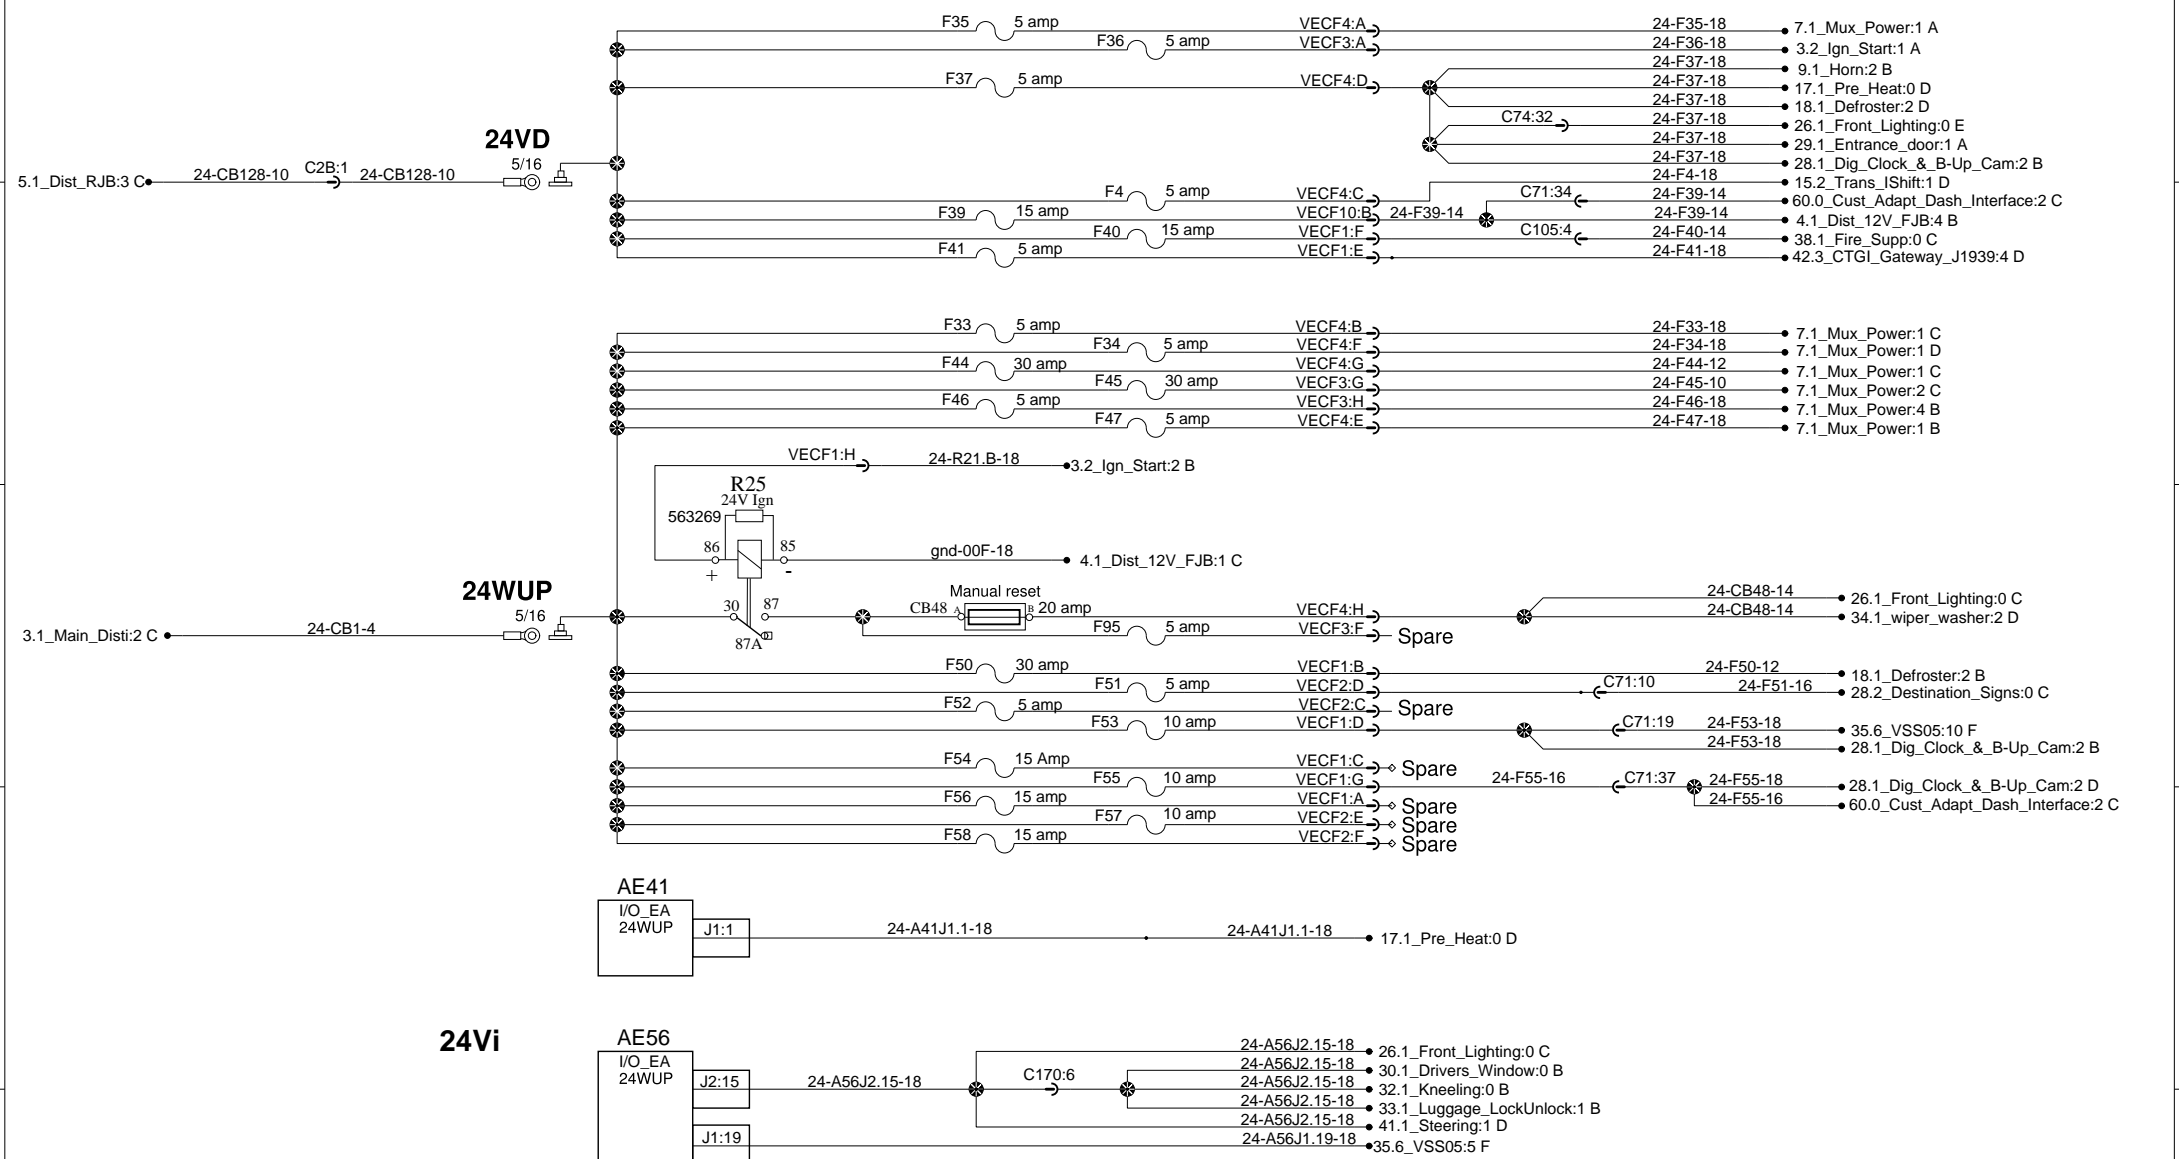 F35 5 amp VECF4:A 24-F35-18 7.1_Mux_Power:1 A
F36 5 amp VECF3:A 24-F36-18 3.2_Ign_Start:1 A
24-F37-18 9.1_Horn:2 B
F37 5 amp VECF4:D 24-F37-18 17.1_Pre_Heat:0 D
24-F37-18 18.1_Defroster:2 D
C74:32 24-F37-18 26.1_Front_Lighting:0 E
24VD
24-F37-18 29.1_Entrance_door:1 A
5/16
24-F37-18 28.1_Dig_Clock_&_B-Up_Cam:2 B
5.1_Dist_RJB:3 C 24-CB128-10 C2B:1 24-CB128-10
24-F4-18 15.2_Trans_IShift:1 D
F4 5 amp VECF4:C C71:34 24-F39-14 60.0_Cust_Adapt_Dash_Interface:2 C
F39 15 amp VECF10:B 24-F39-14 24-F39-14 4.1_Dist_12V_FJB:4 B
F40 15 amp VECF1:F C105:4 24-F40-14 38.1_Fire_Supp:0 C
F41 5 amp VECF1:E 24-F41-18 42.3_CTGI_Gateway_J1939:4 D
F33 5 amp VECF4:B 24-F33-18 7.1_Mux_Power:1 C
F34 5 amp VECF4:F 24-F34-18 7.1_Mux_Power:1 D
F44 30 amp VECF4:G 24-F44-12 7.1_Mux_Power:1 C
F45 30 amp VECF3:G 24-F45-10 7.1_Mux_Power:2 C
F46 5 amp VECF3:H 24-F46-18 7.1_Mux_Power:4 B
F47 5 amp VECF4:E 24-F47-18 7.1_Mux_Power:1 B
VECF1:H 24-R21.B-18 3.2_Ign_Start:2 B
R25
24V Ign
563269
86 85 gnd-00F-18 4.1_Dist_12V_FJB:1 C
+ -
24WUP
Manual reset
24-CB48-14 26.1_Front_Lighting:0 C
5/16 30 87 CB48 A B 20 amp VECF4:H 24-CB48-14 34.1_wiper_washer:2 D
3.1_Main_Disti:2 C 24-CB1-4 87A F95 5 amp VECF3:F Spare
F50 30 amp VECF1:B 24-F50-12 18.1_Defroster:2 B
F51 5 amp VECF2:D C71:10 24-F51-16 28.2_Destination_Signs:0 C
F52 5 amp VECF2:C Spare
F53 10 amp VECF1:D C71:19 24-F53-18 35.6_VSS05:10 F
24-F53-18 28.1_Dig_Clock_&_B-Up_Cam:2 B
F54 15 Amp VECF1:C Spare
F55 10 amp VECF1:G 24-F55-16 C71:37 24-F55-18 28.1_Dig_Clock_&_B-Up_Cam:2 D
F56 15 amp VECF1:A Spare 24-F55-16 60.0_Cust_Adapt_Dash_Interface:2 C
F57 10 amp VECF2:E Spare
F58 15 amp VECF2:F Spare
AE41
I/O_EA
24WUP
J1:1 24-A41J1.1-18 24-A41J1.1-18 17.1_Pre_Heat:0 D
24Vi
AE56
I/O_EA
24WUP
24-A56J2.15-18 26.1_Front_Lighting:0 C
24-A56J2.15-18 30.1_Drivers_Window:0 B
J2:15 24-A56J2.15-18 C170:6 24-A56J2.15-18 32.1_Kneeling:0 B
24-A56J2.15-18 33.1_Luggage_LockUnlock:1 B
24-A56J2.15-18 41.1_Steering:1 D
J1:19 24-A56J1.19-18 35.6_VSS05:5 F